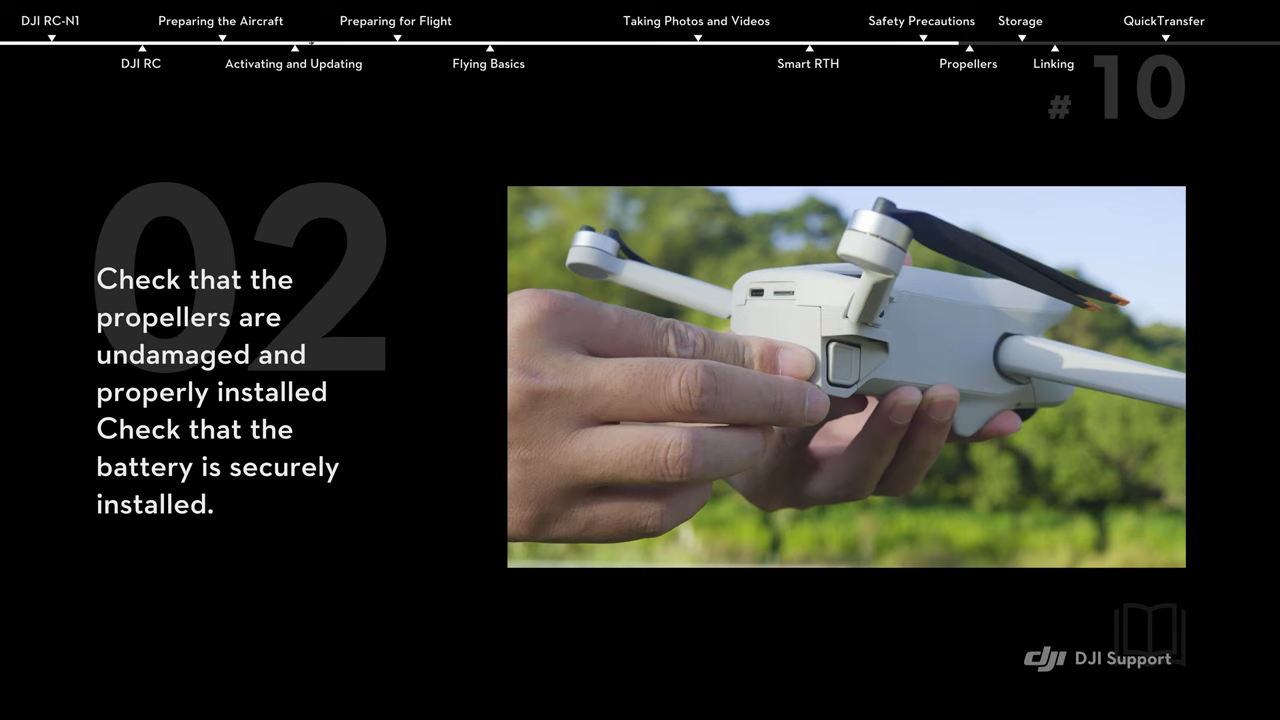 DJI RC-N1
Preparing the Aircraft
Preparing for Flight
Taking Photos and Videos
Safety Precautions
Storage
QuickTransfer
DJI RC
Activating and Updating
Flying Basics
Smart RTH
Propellers
Linking
# 10
02
Check that the
propellers are
undamaged and
properly installed
Check that the
battery is securely
installed.
dji DJI Support